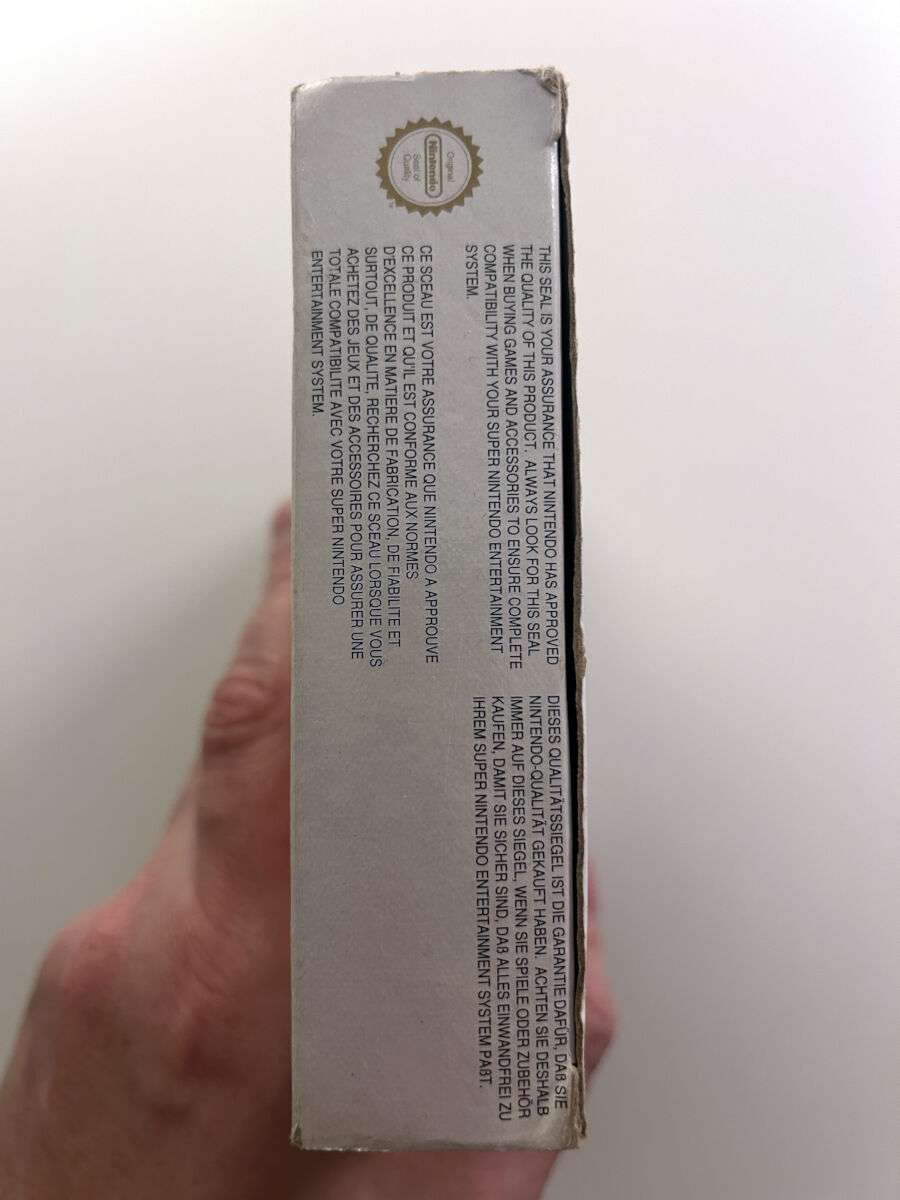 Original
Nintendo
Seal of
Quality
TM
THIS SEAL IS YOUR ASSURANCE THAT NINTENDO HAS APPROVED
THE QUALITY OF THIS PRODUCT. ALWAYS LOOK FOR THIS SEAL
WHEN BUYING GAMES AND ACCESSORIES TO ENSURE COMPLETE
COMPATIBILITY WITH YOUR SUPER NINTENDO ENTERTAINMENT
SYSTEM.
CE SCEAU EST VOTRE ASSURANCE QUE NINTENDO A APPROUVE
CE PRODUIT ET QU'IL EST CONFORME AUX NORMES
D'EXCELLENCE EN MATIERE DE FABRICATION, DE FIABILITE ET
SURTOUT, DE QUALITE, RECHERCHEZ CE SCEAU LORSQUE VOUS
ACHETEZ DES JEUX ET DES ACCESSOIRES POUR ASSURER UNE
TOTALE COMPATIBILITE AVEC VOTRE SUPER NINTENDO
ENTERTAINMENT SYSTEM.
DIESES QUALITÄTSSIEGEL IST DIE GARANTIE DAFÜR, DAß SIE
NINTENDO-QUALITÄT GEKAUFT HABEN. ACHTEN SIE DESHALB
IMMER AUF DIESES SIEGEL, WENN SIE SPIELE ODER ZUBEHÖR
KAUFEN, DAMIT SIE SICHER SIND, DAß ALLES EINWANDFREI ZU
IHREM SUPER NINTENDO ENTERTAINMENT SYSTEM PAßT.